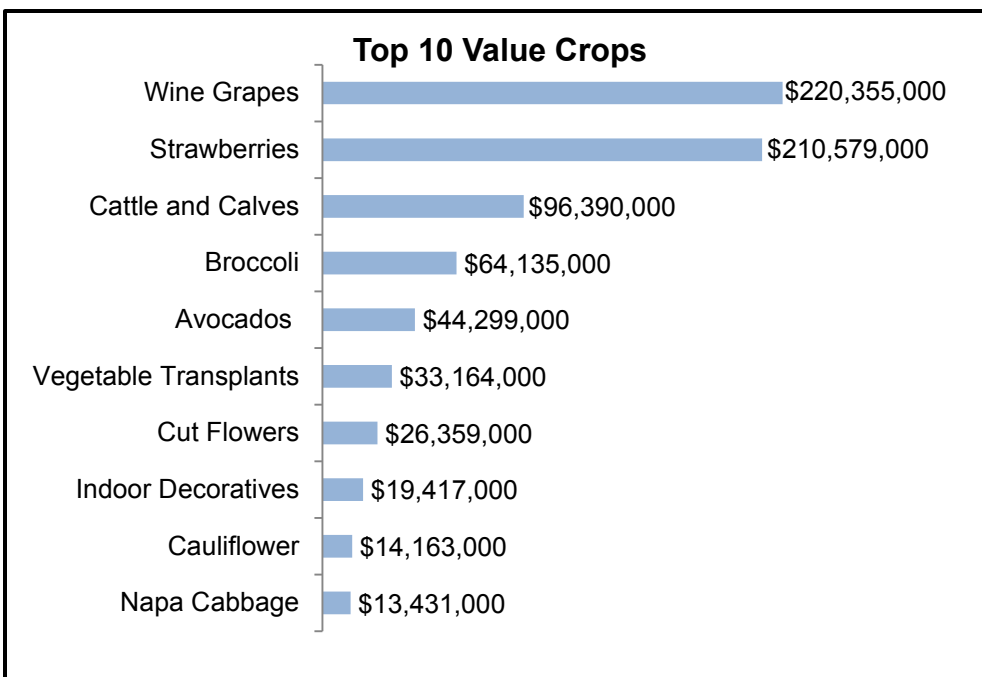 Top 10 Value Crops
Wine Grapes $220,355,000
Strawberries $210,579,000
Cattle and Calves $96,390,000
Broccoli $64,135,000
Avocados $44,299,000
Vegetable Transplants $33,164,000
Cut Flowers $26,359,000
Indoor Decoratives $19,417,000
Cauliflower $14,163,000
Napa Cabbage $13,431,000